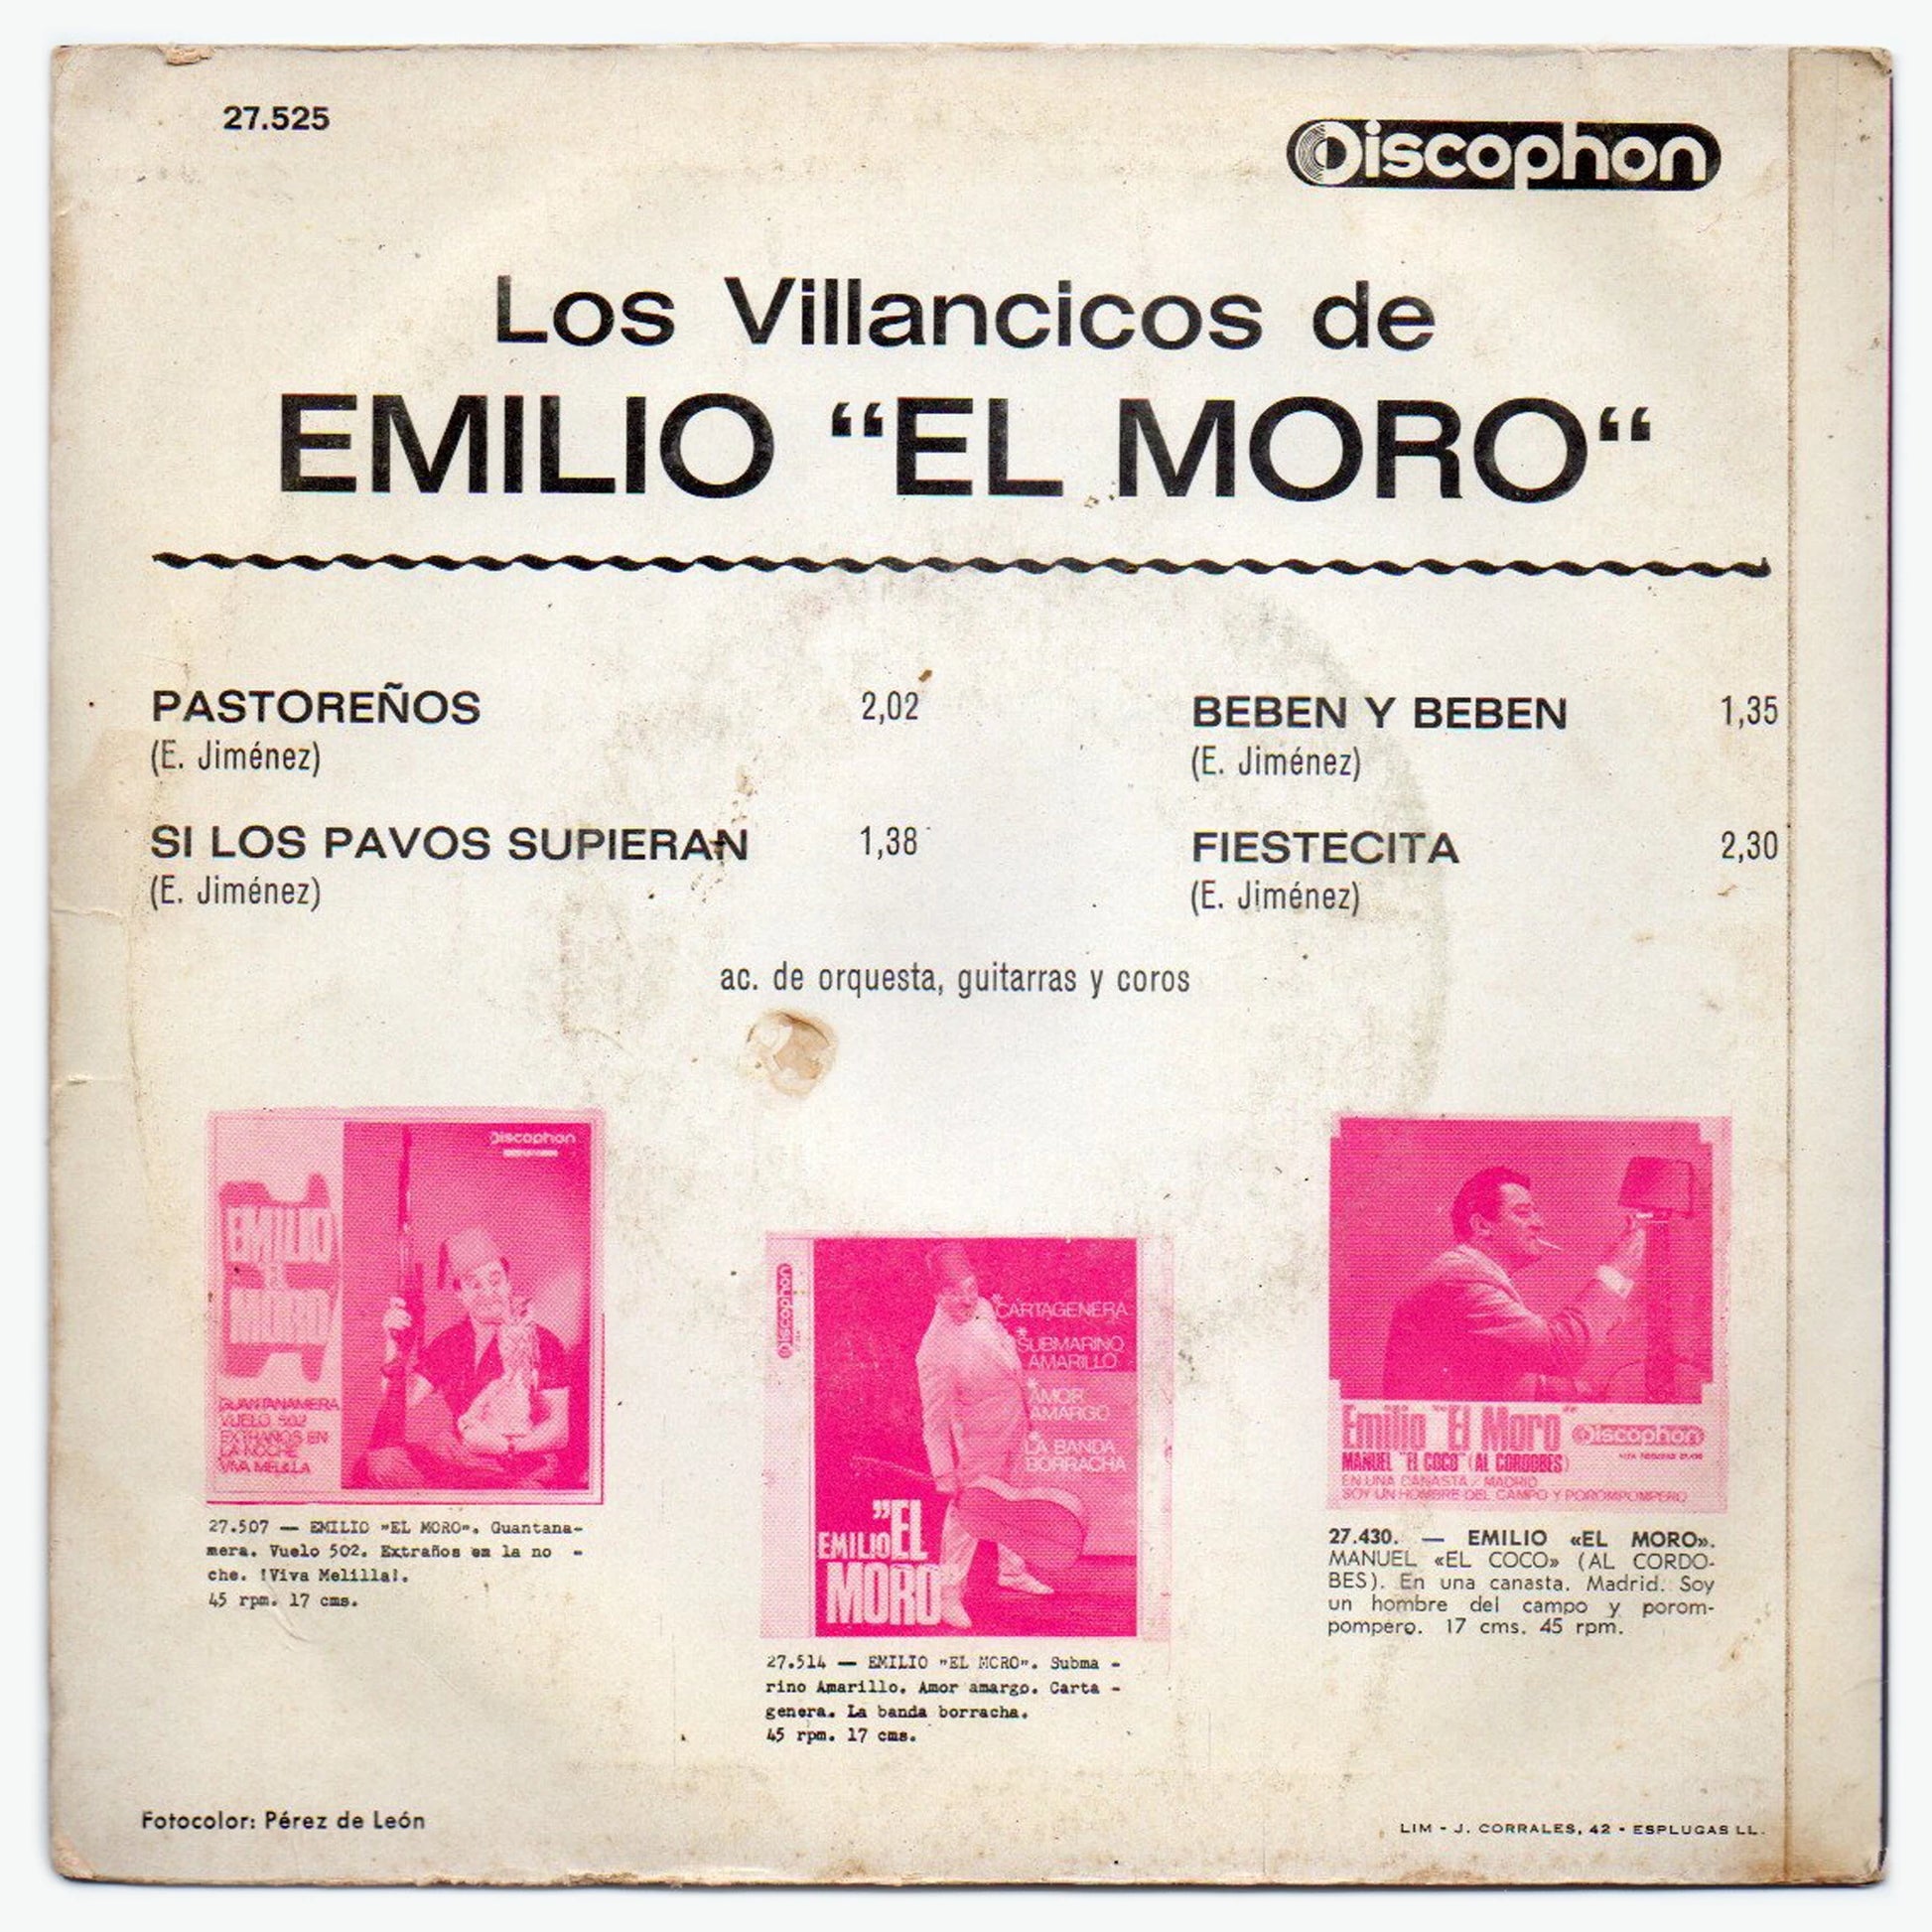 27.525
Discophon
Los Villancicos de
EMILIO “EL MORO“
PASTOREÑOS 2,02
(E. Jiménez)
SI LOS PAVOS SUPIERAN 1,38
(E. Jiménez)
BEBEN Y BEBEN 1,35
(E. Jiménez)
FIESTECITA 2,30
(E. Jiménez)
ac. de orquesta, guitarras y coros
Discophon
EMILIO
EL
MORO
GUANTANAMERA
VUELO 502
EXTRAÑOS EN
LA NOCHE
VIVA MELILLA
27.507 — EMILIO "EL MORO". Guantana-
mera. Vuelo 502. Extraños en la no -
che. !Viva Melilla!.
45 rpm. 17 cms.
Discophon
CARTAGENERA
SUBMARINO
AMARILLO
AMOR
AMARGO
LA BANDA
BORRACHA
EMILIO "EL
MORO
27.514 — EMILIO "EL MORO". Subma -
rino Amarillo. Amor amargo. Carta -
genera. La banda borracha.
45 rpm. 17 cms.
Emilio "El Moro" Discophon
MANUEL "EL COCO" (AL CORDOBES)
EN UNA CANASTA / MADRID
SOY UN HOMBRE DEL CAMPO Y POROMPOMPERO
27.430. — EMILIO «EL MORO».
MANUEL «EL COCO» (AL CORDO-
BES). En una canasta. Madrid. Soy
un hombre del campo y porom-
pompero. 17 cms. 45 rpm.
Fotocolor: Pérez de León
LIM - J. CORRALES, 42 - ESPLUGAS LL.